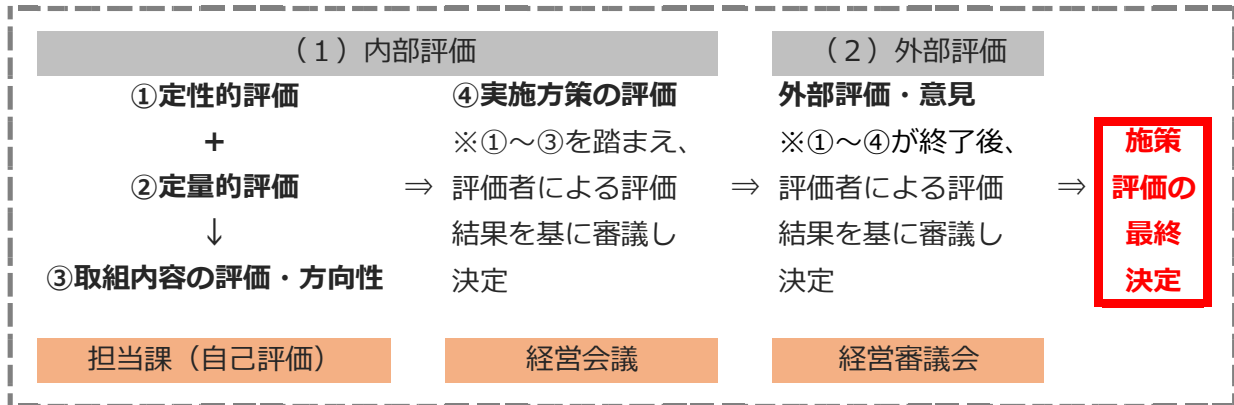 （１）内部評価
①定性的評価
＋
②定量的評価
↓
③取組内容の評価・方向性
担当課（自己評価）
⇒
④実施方策の評価
※①～③を踏まえ、
評価者による評価
結果を基に審議し
決定
経営会議
⇒
（２）外部評価
外部評価・意見
※①～④が終了後、
評価者による評価
結果を基に審議し
決定
経営審議会
⇒
施策
評価の
最終
決定